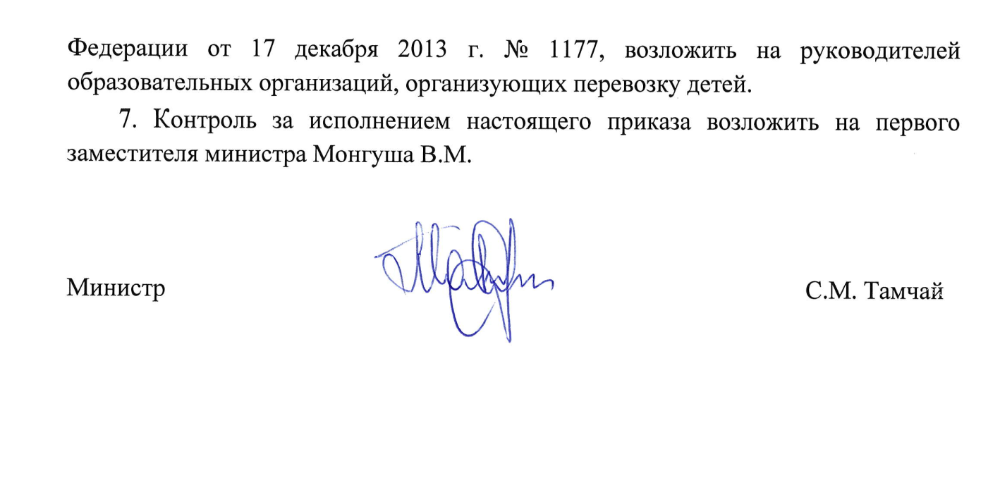 Федерации от 17 декабря 2013 г. № 1177, возложить на руководителей
образовательных организаций, организующих перевозку детей.
7. Контроль за исполнением настоящего приказа возложить на первого
заместителя министра Монгуша В.М.
Министр С.М. Тамчай